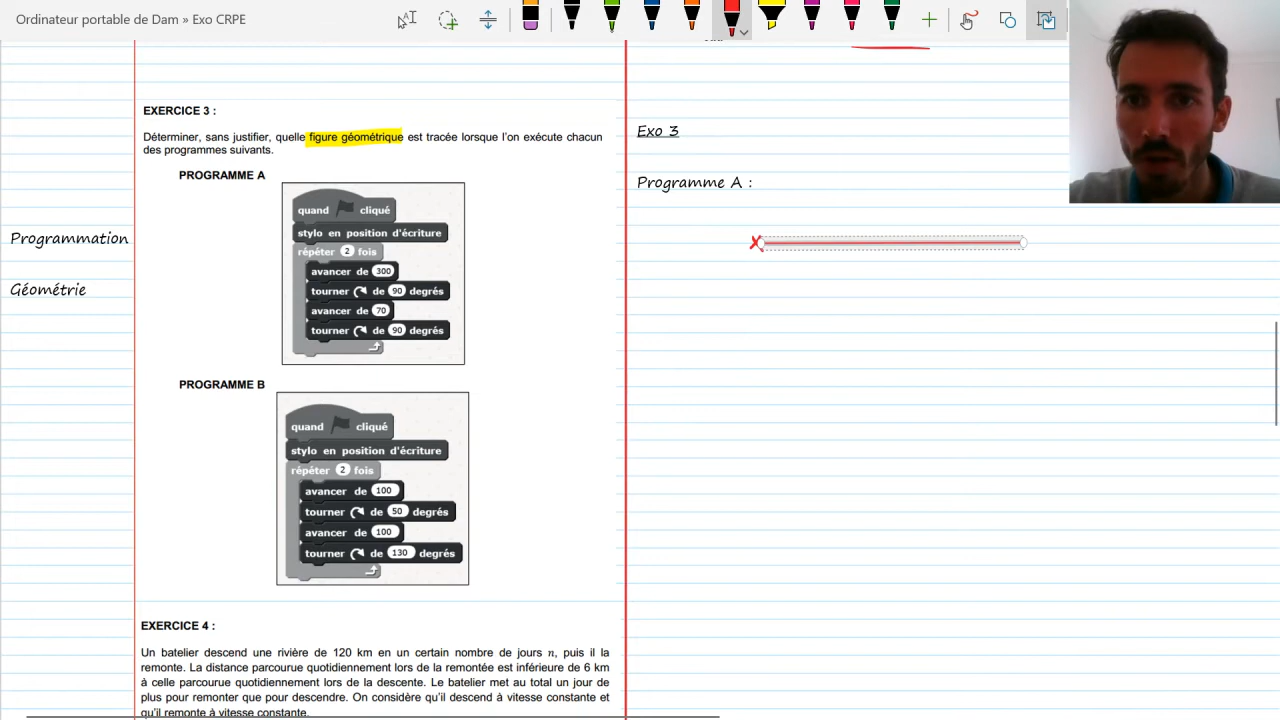 Ordinateur portable de Dam » Exo CRPE
EXERCICE 3 :
Déterminer, sans justifier, quelle figure géométrique est tracée lorsque l'on exécute chacun
des programmes suivants.
PROGRAMME A
quand cliqué
stylo en position d'écriture
répéter 2 fois
avancer de 300
tourner de 90 degrés
avancer de 70
tourner de 90 degrés
PROGRAMME B
quand cliqué
stylo en position d'écriture
répéter 2 fois
avancer de 100
tourner de 50 degrés
avancer de 100
tourner de 130 degrés
EXERCICE 4 :
Un batelier descend une rivière de 120 km en un certain nombre de jours n, puis il la
remonte. La distance parcourue quotidiennement lors de la remontée est inférieure de 6 km
à celle parcourue quotidiennement lors de la descente. Le batelier met au total un jour de
plus pour remonter que pour descendre. On considère qu'il descend à vitesse constante et
qu'il remonte à vitesse constante.
Programmation
Géométrie
Exo 3
Programme A :